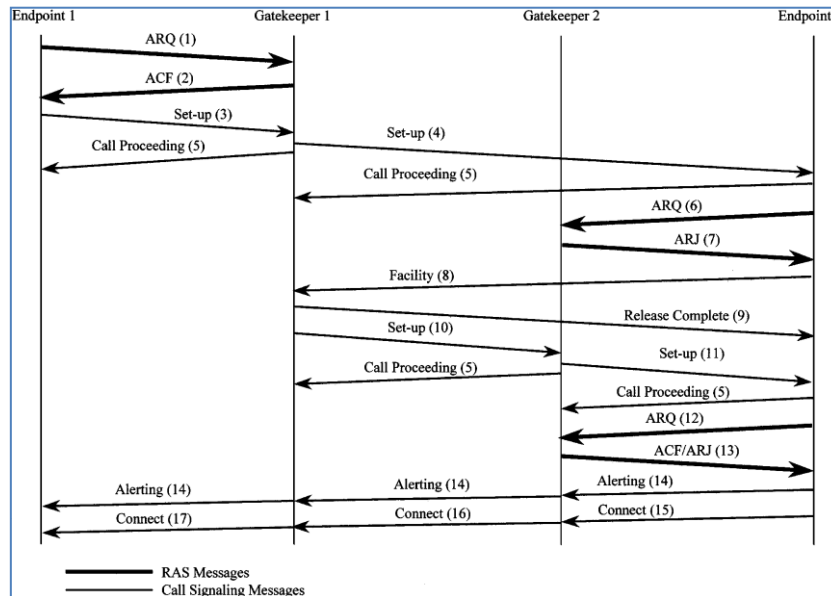 Endpoint 1 Gatekeeper 1 Gatekeeper 2 Endpoint
ARQ (1)
ACF (2)
Set-up (3)
Set-up (4)
Call Proceeding (5)
Call Proceeding (5)
ARQ (6)
ARJ (7)
Facility (8)
Release Complete (9)
Set-up (10)
Set-up (11)
Call Proceeding (5)
Call Proceeding (5)
ARQ (12)
ACF/ARJ (13)
Alerting (14) Alerting (14) Alerting (14)
Connect (17) Connect (16) Connect (15)
RAS Messages
Call Signaling Messages